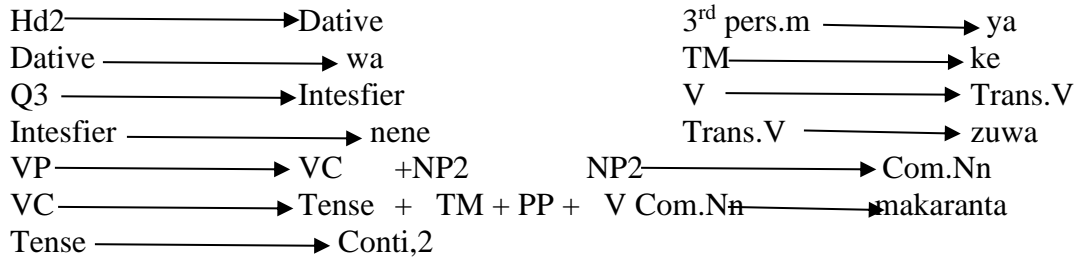 Hd2 → Dative 3rd pers.m → ya
Dative → wa TM → ke
Q3 → Intesfier V → Trans.V
Intesfier → nene Trans.V → zuwa
VP → VC +NP2 NP2 → Com.Nn
VC → Tense + TM + PP + V Com.Nn → makaranta
Tense → Conti,2